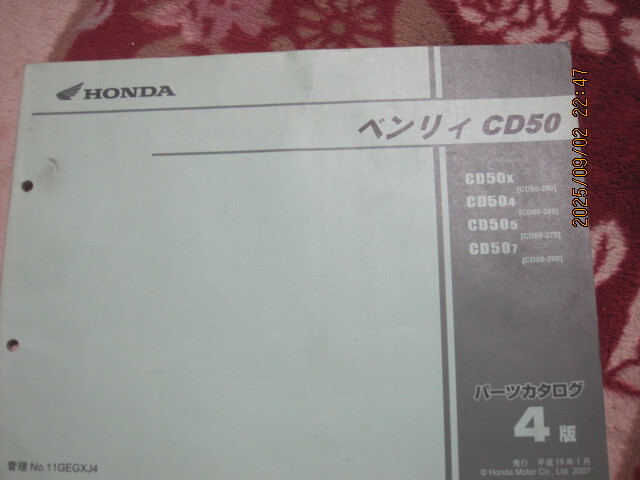 HONDA
ベンリィ CD50
CD50X
[CD50-250]
CD504
CD505
[CD50-270]
CD507
[CD50-280]
パーツカタログ
4版
管理 No.11GEGXJ4
発行 平成19年1月
© Honda Motor Co., Ltd. 2007
2025/09/02 22:47